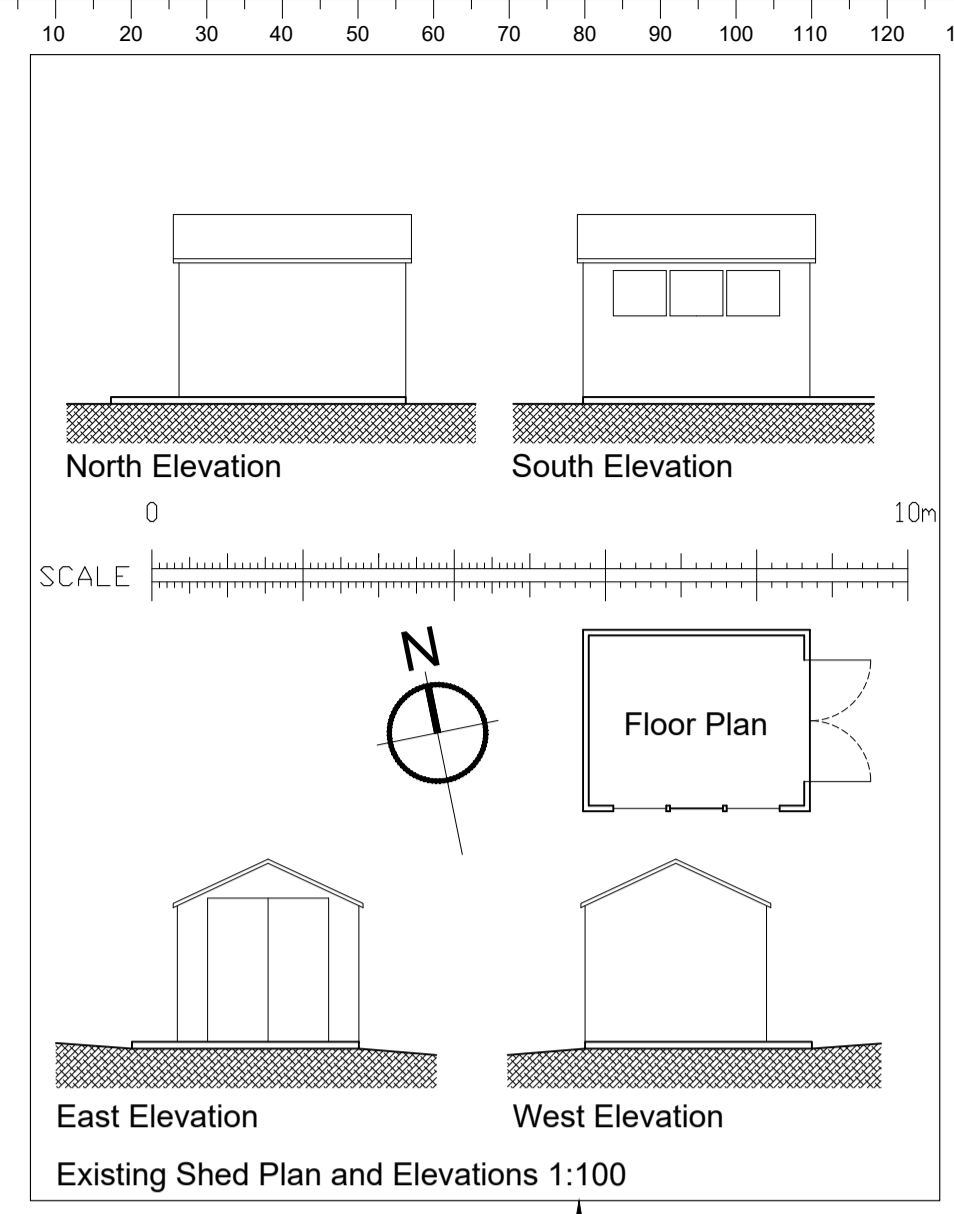 10 20 30 40 50 60 70 80 90 100 110 120 1
North Elevation
South Elevation
0 10m
SCALE
N
Floor Plan
East Elevation
West Elevation
Existing Shed Plan and Elevations 1:100